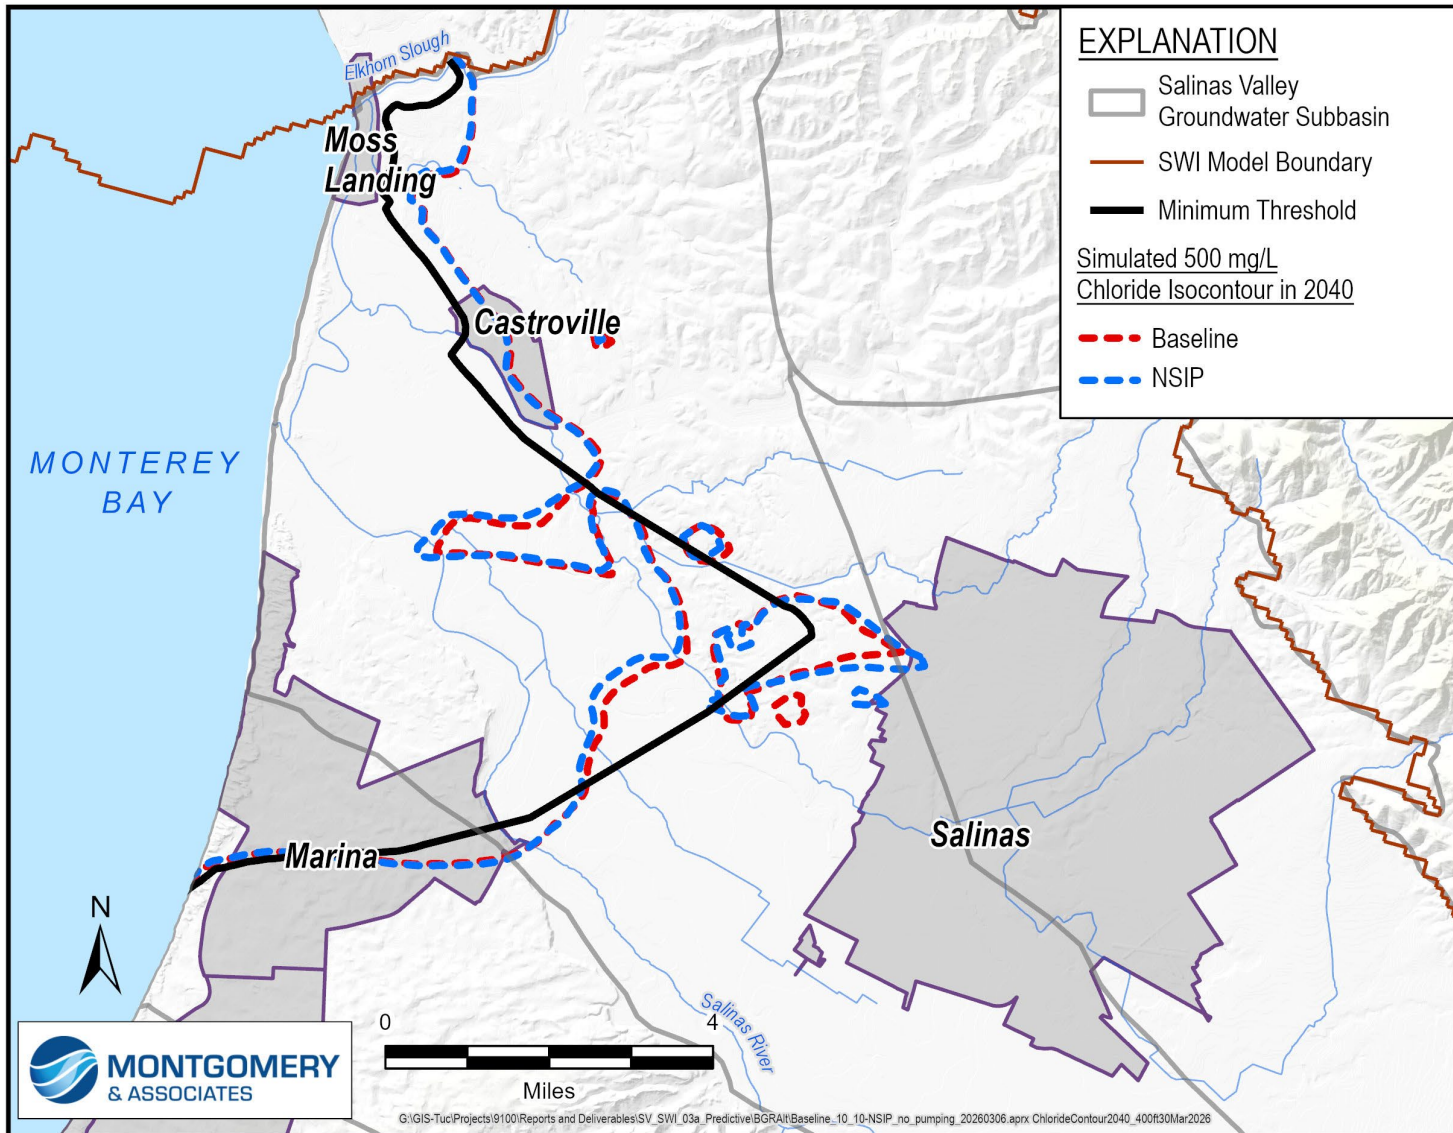 Elkhorn Slough
Moss
Landing
Castroville
MONTEREY
BAY
Marina
Salinas
Salinas River
N
0 4
Miles
MONTGOMERY
& ASSOCIATES
G:\GIS-Tuc\Projects\9100\Reports and Deliverables\SV_SWI_03a_Predictive\BGRAlt\Baseline_10_10-NSIP_no_pumping_20260306.aprx ChlorideContour2040_400ft30Mar2026
EXPLANATION
Salinas Valley
Groundwater Subbasin
SWI Model Boundary
Minimum Threshold
Simulated 500 mg/L
Chloride Isocontour in 2040
Baseline
NSIP